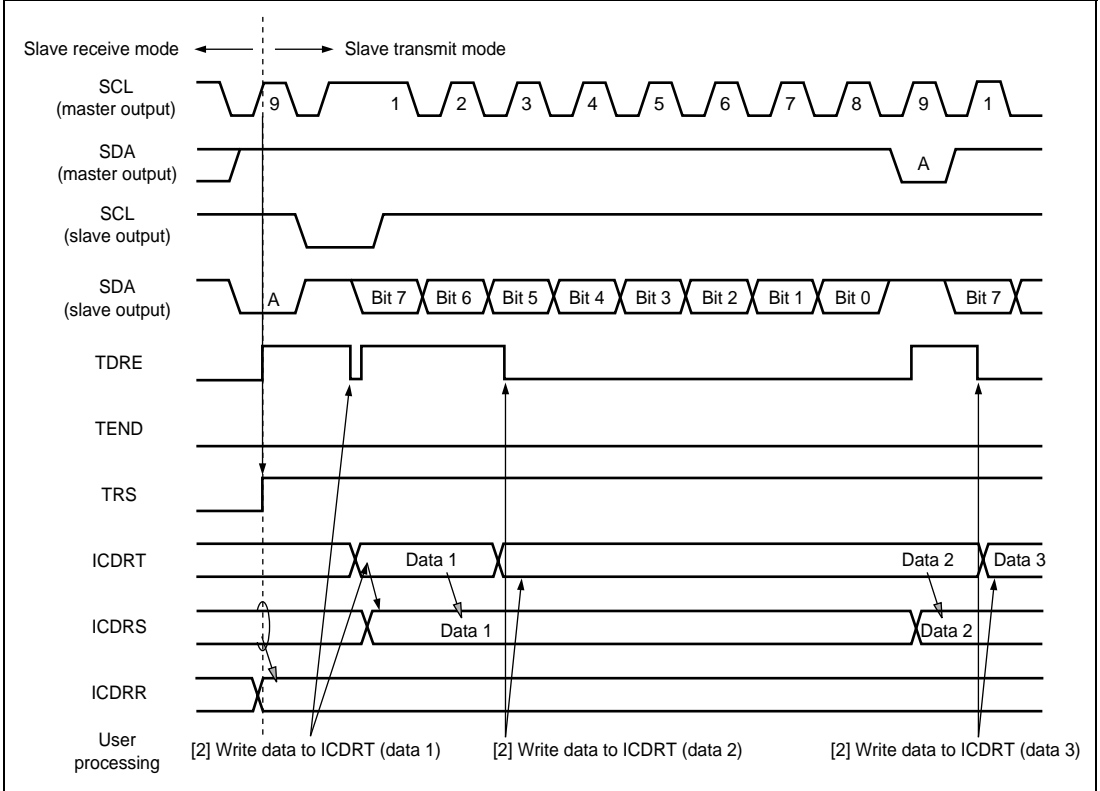 Slave receive mode
Slave transmit mode
SCL
(master output)
9
1
2
3
4
5
6
7
8
9
1
SDA
(master output)
A
SCL
(slave output)
SDA
(slave output)
A
Bit 7
Bit 6
Bit 5
Bit 4
Bit 3
Bit 2
Bit 1
Bit 0
Bit 7
TDRE
TEND
TRS
ICDRT
Data 1
Data 2
Data 3
ICDRS
Data 1
Data 2
ICDRR
User
processing
[2] Write data to ICDRT (data 1)
[2] Write data to ICDRT (data 2)
[2] Write data to ICDRT (data 3)